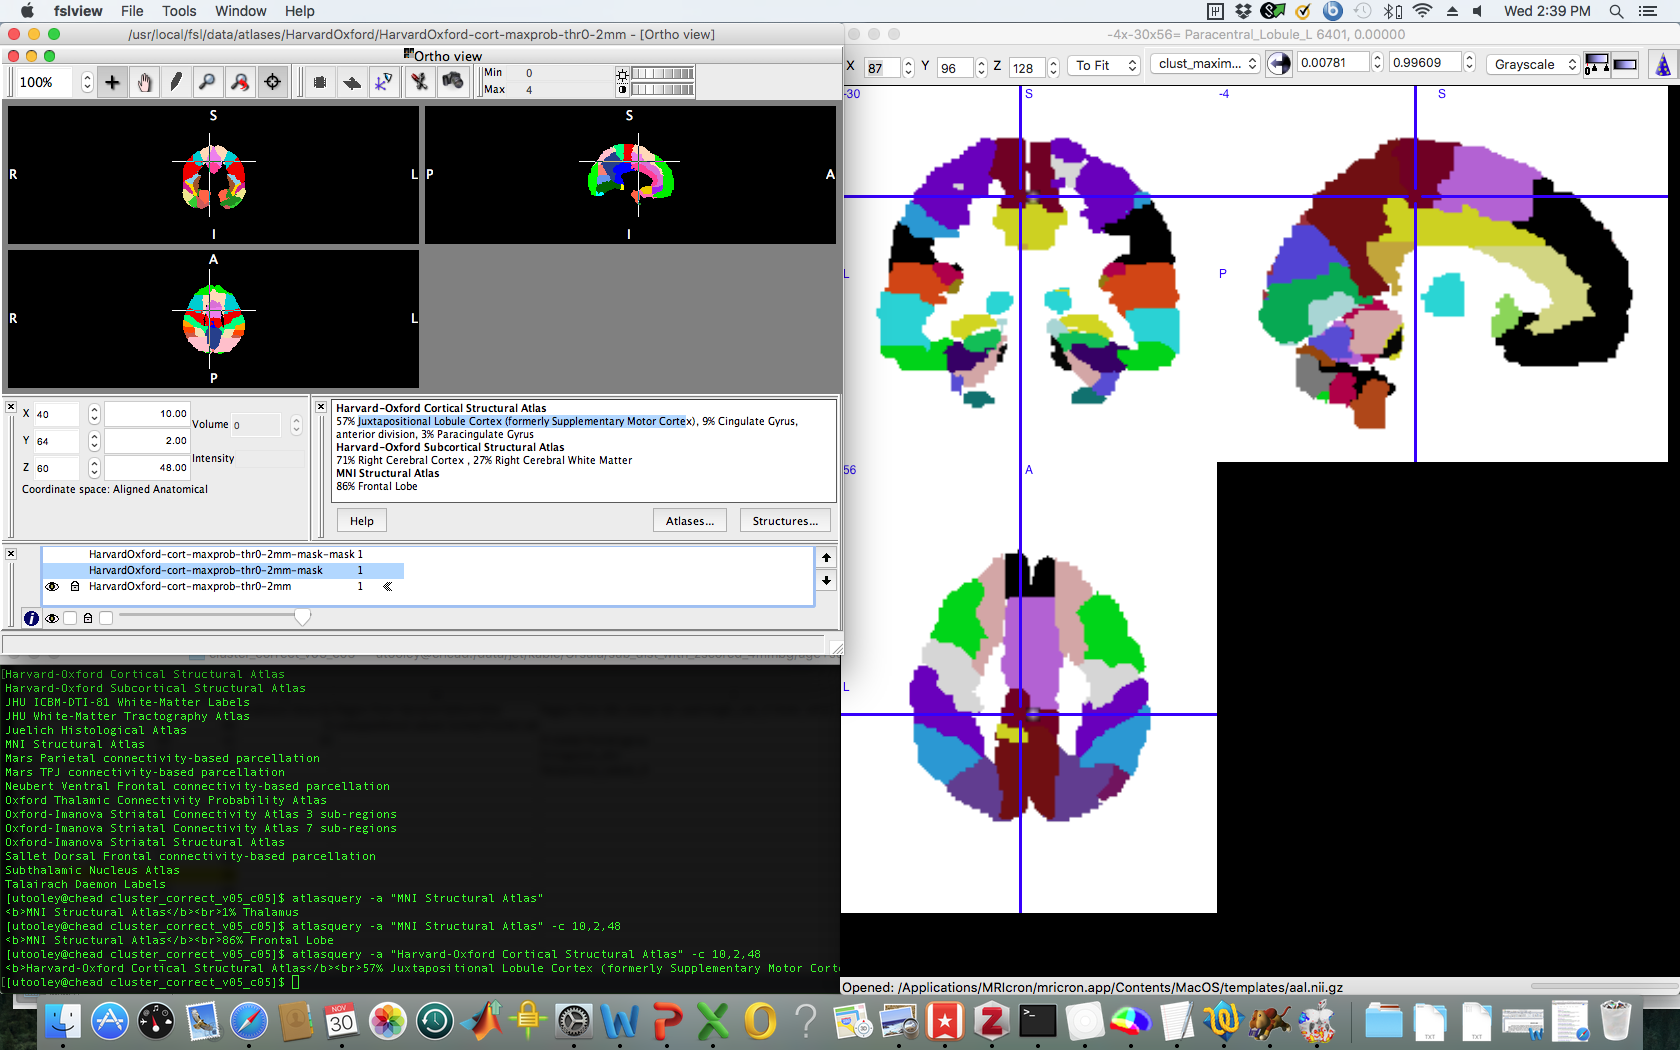 fslview File Tools Window Help
Wed 2:39 PM
/usr/local/fsl/data/atlases/HarvardOxford/HarvardOxford-cort-maxprob-thr0-2mm - [Ortho view]
-4x-30x56= Paracentral_Lobule_L 6401, 0.00000
Ortho view
100%
Min 0
Max 4
X 87 Y 96 Z 128 To Fit clust_maxim... 0.00781 0.99609 Grayscale
S
R L
I
S
P A
I
A
R L
P
-30 S
L
-4 S
P
56 A
L
X 40 10.00
Y 64 2.00
Z 60 48.00
Volume 0
Intensity
Coordinate space: Aligned Anatomical
Harvard-Oxford Cortical Structural Atlas
57% Juxtapositional Lobule Cortex (formerly Supplementary Motor Cortex), 9% Cingulate Gyrus,
anterior division, 3% Paracingulate Gyrus
Harvard-Oxford Subcortical Structural Atlas
71% Right Cerebral Cortex , 27% Right Cerebral White Matter
MNI Structural Atlas
86% Frontal Lobe
Help Atlases... Structures...
HarvardOxford-cort-maxprob-thr0-2mm-mask-mask 1
HarvardOxford-cort-maxprob-thr0-2mm-mask 1
HarvardOxford-cort-maxprob-thr0-2mm 1
[Harvard-Oxford Cortical Structural Atlas
Harvard-Oxford Subcortical Structural Atlas
JHU ICBM-DTI-81 White-Matter Labels
JHU White-Matter Tractography Atlas
Juelich Histological Atlas
MNI Structural Atlas
Mars Parietal connectivity-based parcellation
Mars TPJ connectivity-based parcellation
Neubert Ventral Frontal connectivity-based parcellation
Oxford Thalamic Connectivity Probability Atlas
Oxford-Imanova Striatal Connectivity Atlas 3 sub-regions
Oxford-Imanova Striatal Connectivity Atlas 7 sub-regions
Oxford-Imanova Striatal Structural Atlas
Sallet Dorsal Frontal connectivity-based parcellation
Subthalamic Nucleus Atlas
Talairach Daemon Labels
[utooley@chead cluster_correct_v05_c05]$ atlasquery -a "MNI Structural Atlas"
<b>MNI Structural Atlas</b><br>1% Thalamus
[utooley@chead cluster_correct_v05_c05]$ atlasquery -a "MNI Structural Atlas" -c 10,2,48
<b>MNI Structural Atlas</b><br>86% Frontal Lobe
[utooley@chead cluster_correct_v05_c05]$ atlasquery -a "Harvard-Oxford Cortical Structural Atlas" -c 10,2,48
<b>Harvard-Oxford Cortical Structural Atlas</b><br>57% Juxtapositional Lobule Cortex (formerly Supplementary Motor Cort
[[utooley@chead cluster_correct_v05_c05]$
Opened: /Applications/MRIcron/mricron.app/Contents/MacOS/templates/aal.nii.gz
NOV
30